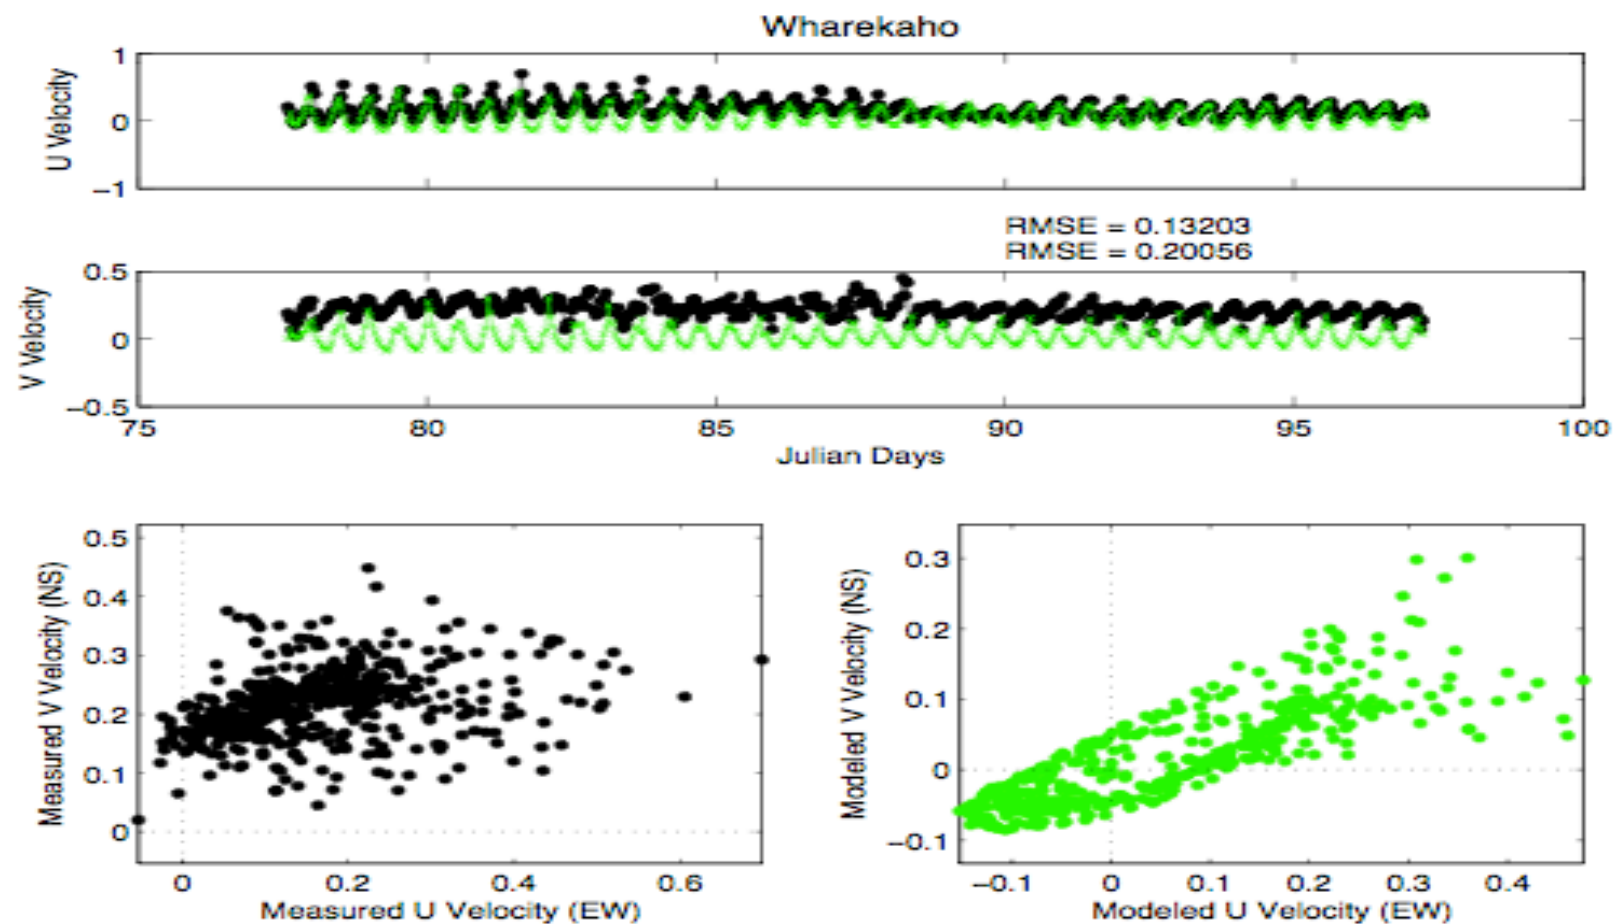 Wharekaho
1
0
−1
U Velocity
RMSE = 0.13203
RMSE = 0.20056
0.5
0
−0.5
V Velocity
75 80 85 90 95 100
Julian Days
0.5
0.4
0.3
0.2
0.1
0
Measured V Velocity (NS)
0 0.2 0.4 0.6
Measured U Velocity (EW)
0.3
0.2
0.1
0
−0.1
Modeled V Velocity (NS)
−0.1 0 0.1 0.2 0.3 0.4
Modeled U Velocity (EW)